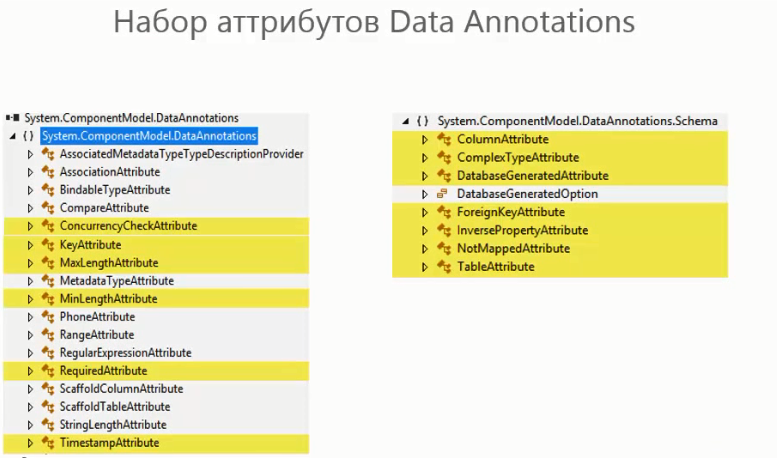 Набор аттрибутов Data Annotations
System.ComponentModel.DataAnnotations
{} System.ComponentModel.DataAnnotations
AssociatedMetadataTypeTypeDescriptionProvider
AssociationAttribute
BindableTypeAttribute
CompareAttribute
ConcurrencyCheckAttribute
KeyAttribute
MaxLengthAttribute
MetadataTypeAttribute
MinLengthAttribute
PhoneAttribute
RangeAttribute
RegularExpressionAttribute
RequiredAttribute
ScaffoldColumnAttribute
ScaffoldTableAttribute
StringLengthAttribute
TimestampAttribute
{} System.ComponentModel.DataAnnotations.Schema
ColumnAttribute
ComplexTypeAttribute
DatabaseGeneratedAttribute
DatabaseGeneratedOption
ForeignKeyAttribute
InversePropertyAttribute
NotMappedAttribute
TableAttribute